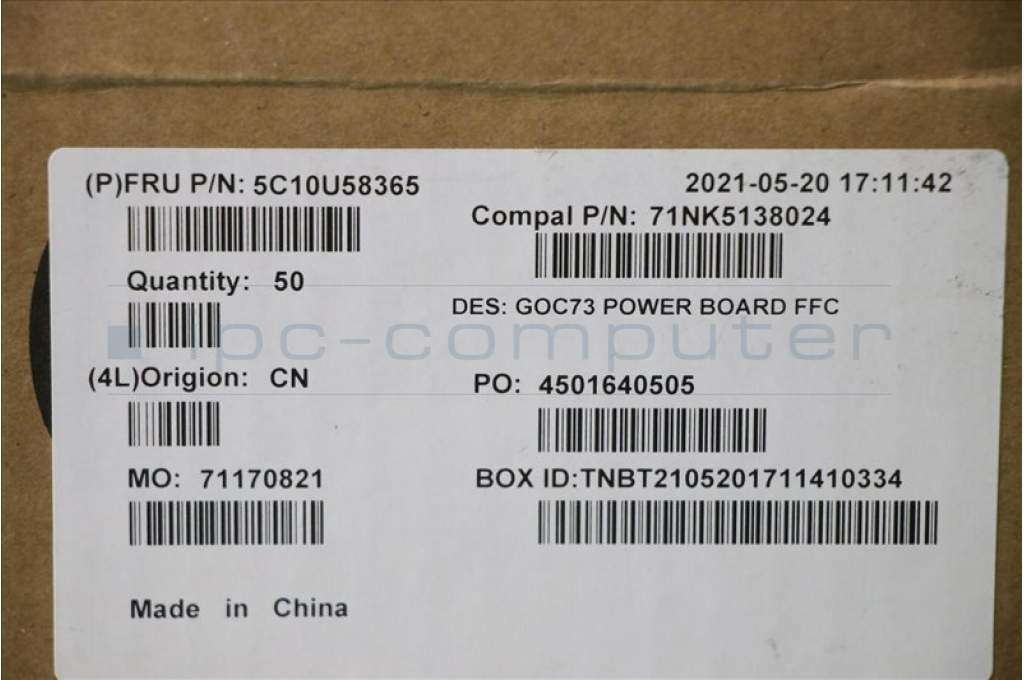 (P)FRU P/N: 5C10U58365
2021-05-20 17:11:42
Compal P/N: 71NK5138024
Quantity: 50
DES: GOC73 POWER BOARD FFC
ipc-computer
(4L)Origion: CN
PO: 4501640505
MO: 71170821
BOX ID:TNBT2105201711410334
Made in China